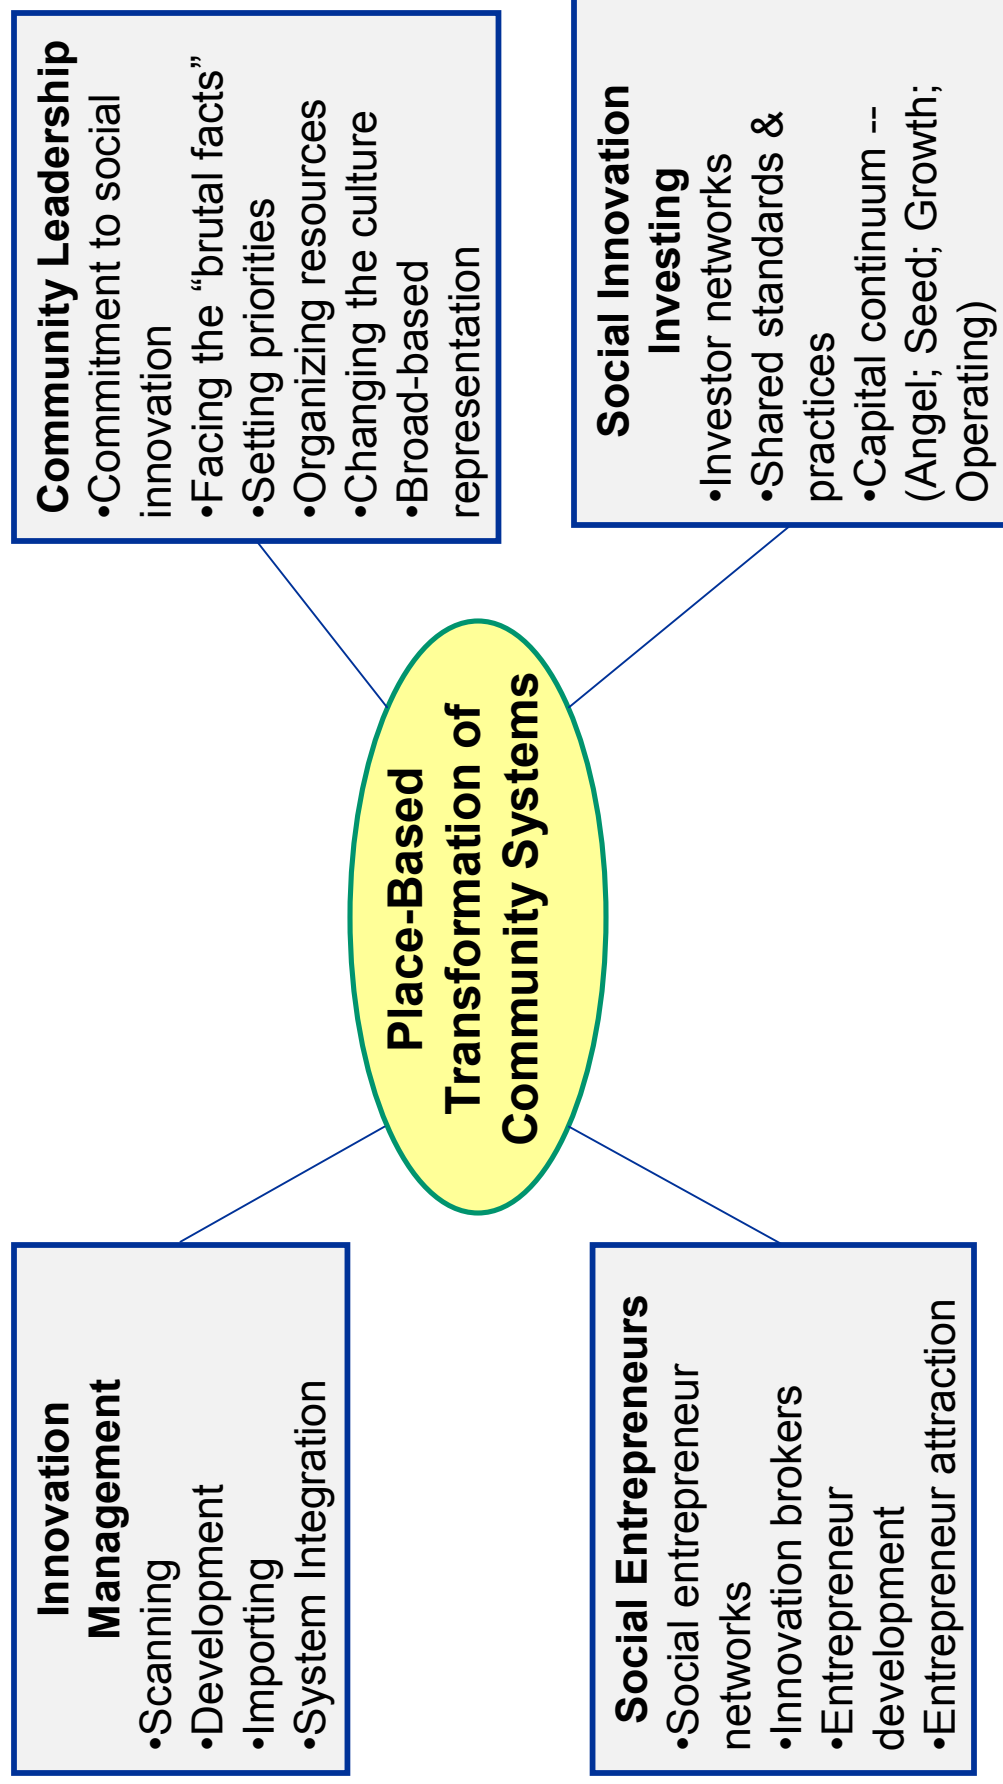 Innovation
Management
•Scanning
•Development
•Importing
•System Integration
Community Leadership
•Commitment to social
innovation
•Facing the “brutal facts”
•Setting priorities
•Organizing resources
•Changing the culture
•Broad-based
representation
Place-Based
Transformation of
Community Systems
Social Entrepreneurs
•Social entrepreneur
networks
•Innovation brokers
•Entrepreneur
development
•Entrepreneur attraction
Social Innovation
Investing
•Investor networks
•Shared standards &
practices
•Capital continuum --
(Angel; Seed; Growth;
Operating)